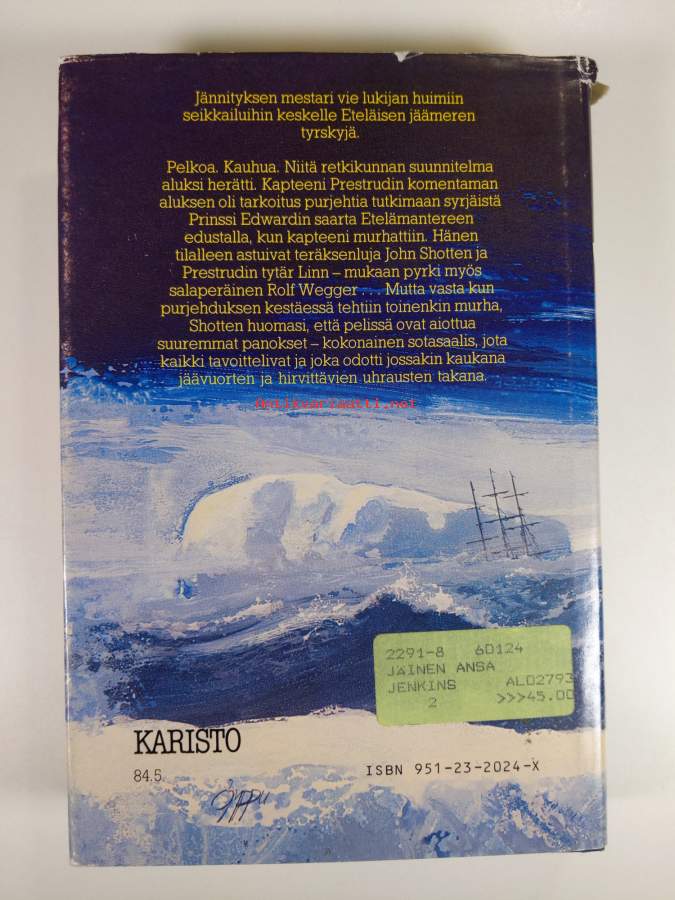 Jännityksen mestari vie lukijan huimiin
seikkailuihin keskelle Eteläisen jäämeren
tyrskyjä.
Pelkoa. Kauhua. Niitä retkikunnan suunnitelma
aluksi herätti. Kapteeni Prestrudin komentaman
aluksen oli tarkoitus purjehtia tutkimaan syrjäistä
Prinssi Edwardin saarta Etelämantereen
edustalla, kun kapteeni murhattiin. Hänen
tilalleen astuivat teräksenluja John Shotten ja
Prestrudin tytär Linn – mukaan pyrki myös
salaperäinen Rolf Wegger . . . Mutta vasta kun
purjehduksen kestäessä tehtiin toinenkin murha,
Shotten huomasi, että pelissä ovat aiottua
suuremmat panokset – kokonainen sotasaalis, jota
kaikki tavoittelivat ja joka odotti jossakin kaukana
jäävuorten ja hirvittävien uhrausten takana.
Antikvariaatti.net
2291-8 60124
JÄINEN ANSA
JENKINS AL02793
2 >>>45.00
KARISTO
84.5.
ISBN 951-23-2024-X